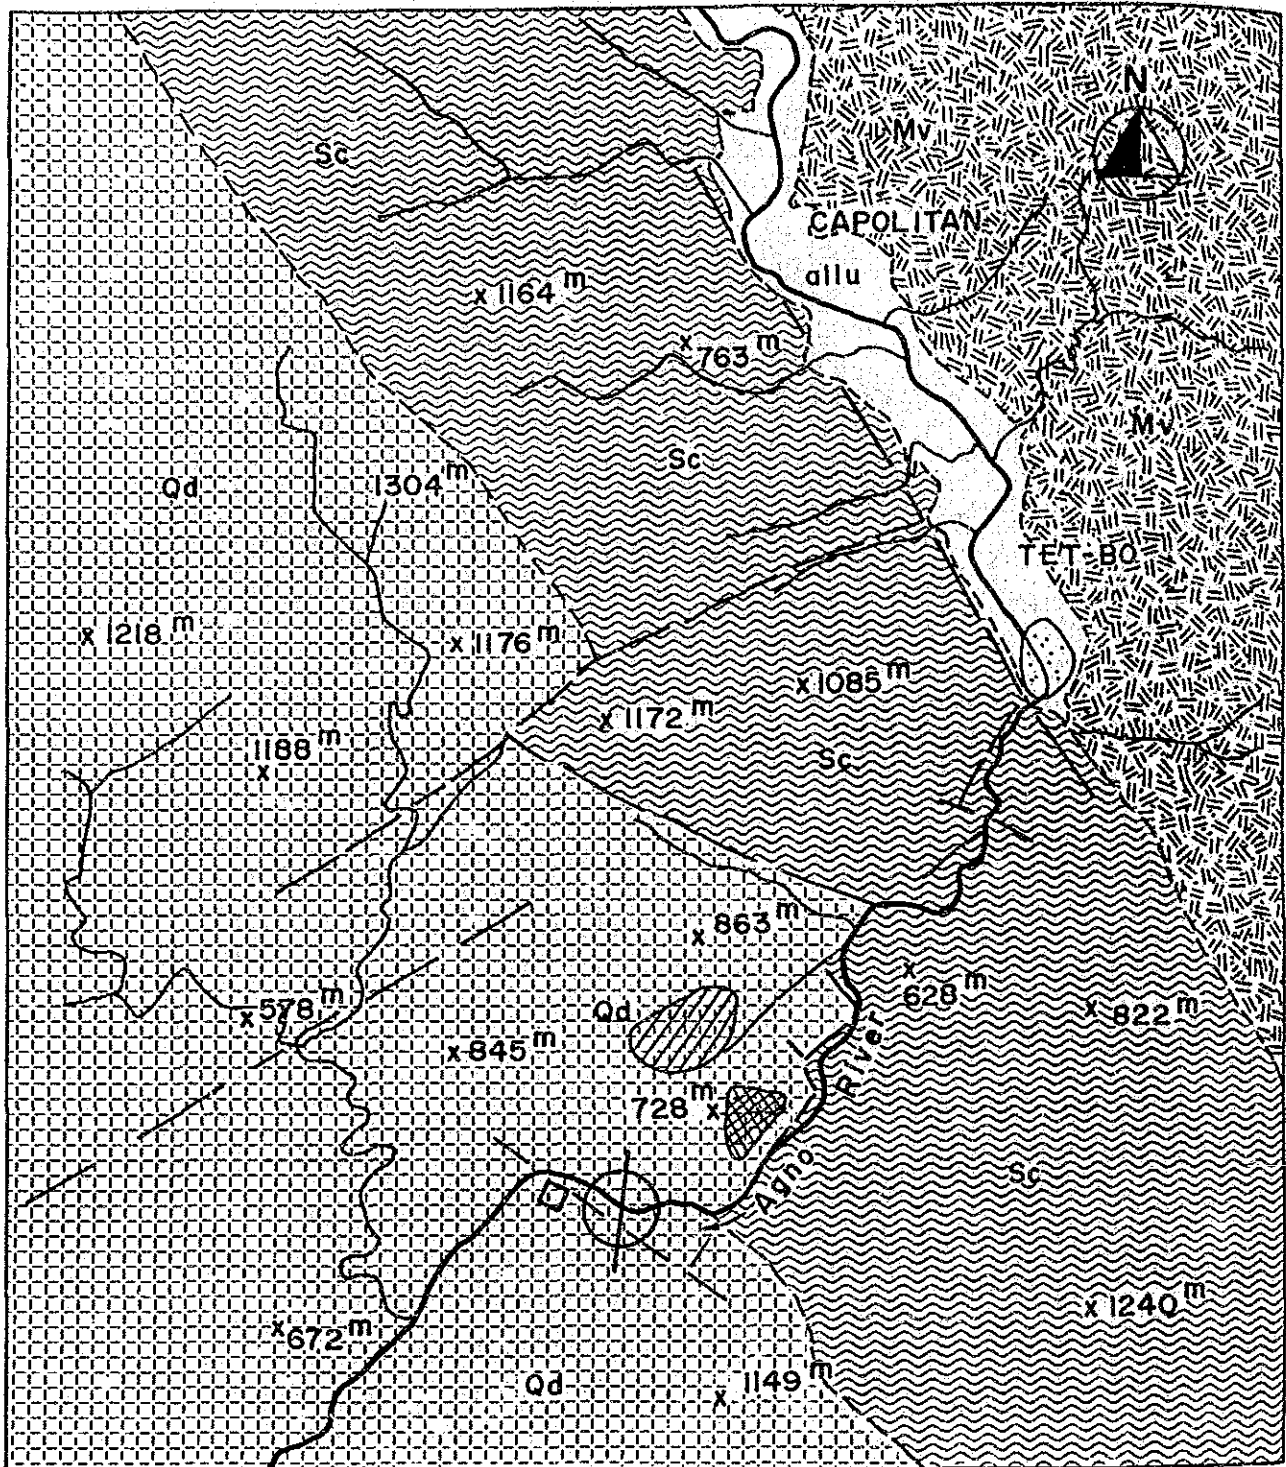 N
Mv
Sc
CAPOLITAN
allu
x 1164 m
x 763 m
Mv
Sc
1304 m
Qd
TET-BO
x 1218 m
x 1176 m
x 1085 m
x 1172 m
1188 m
x
Sc
x 863 m
x 628 m
x 822 m
Qd
x 578 m
x 845 m
728 m
x
Agno River
Sc
x 1240 m
x 672 m
Qd
x 1149 m